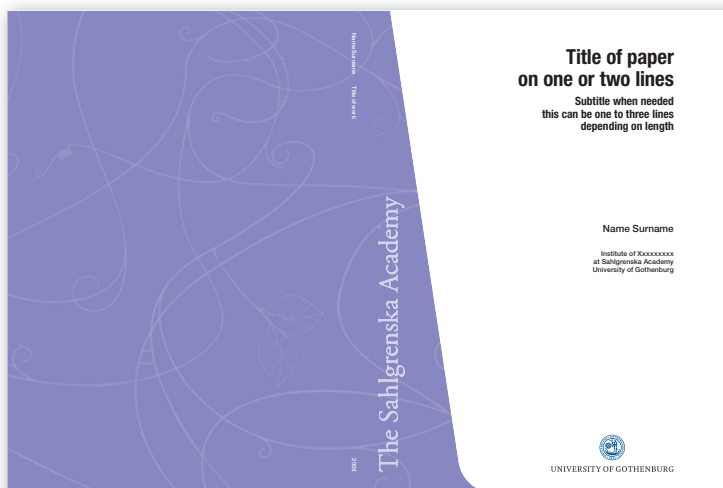 Name Surname Title of work
The Sahlgrenska Academy
20XX
Title of paper
on one or two lines
Subtitle when needed
this can be one to three lines
depending on length
Name Surname
Institute of Xxxxxxxxx
at Sahlgrenska Academy
University of Gothenburg
UNIVERSITY OF GOTHENBURG